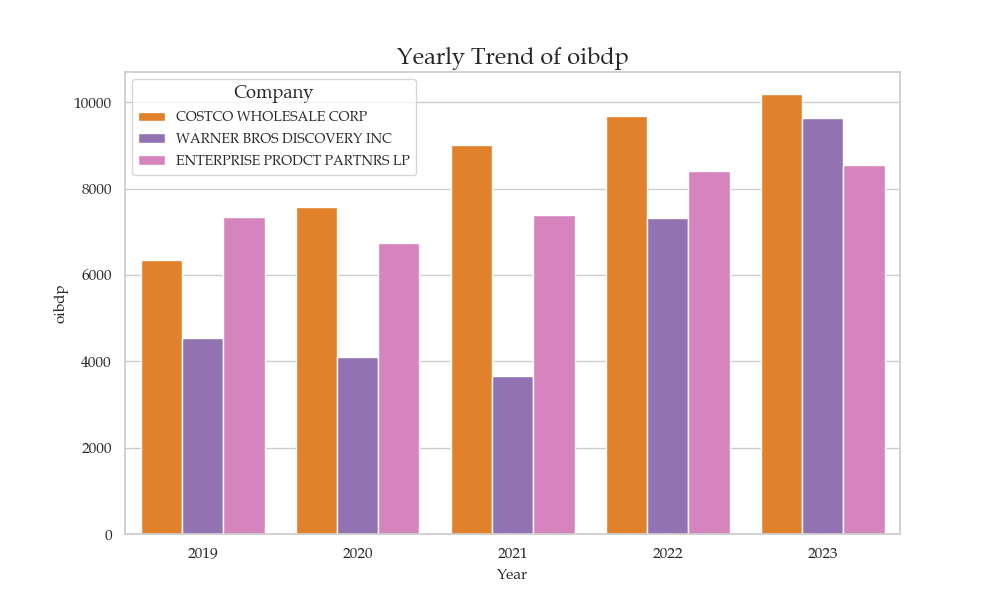 Yearly Trend of oibdp
Company
COSTCO WHOLESALE CORP
WARNER BROS DISCOVERY INC
ENTERPRISE PRODCT PARTNRS LP
oibdp
10000
8000
6000
4000
2000
0
2019 2020 2021 2022 2023
Year